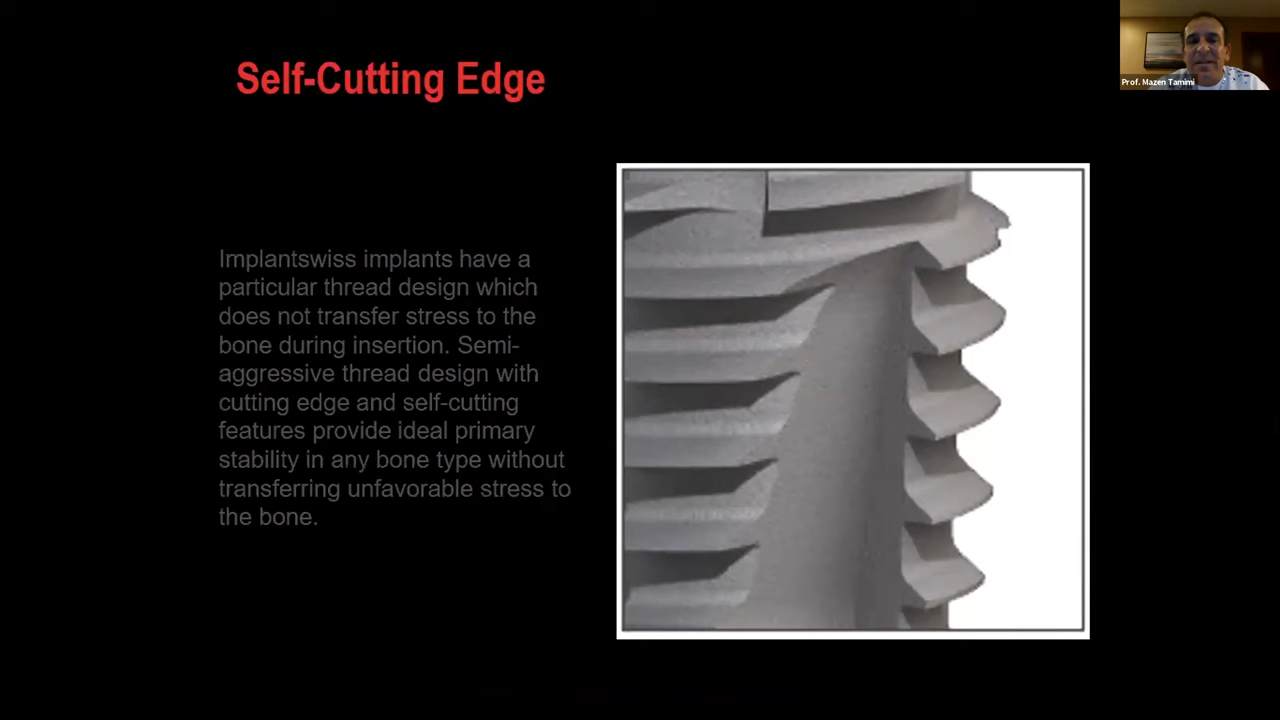 Self-Cutting Edge
Prof. Mazen Tamimi
Implantswiss implants have a
particular thread design which
does not transfer stress to the
bone during insertion. Semi-
aggressive thread design with
cutting edge and self-cutting
features provide ideal primary
stability in any bone type without
transferring unfavorable stress to
the bone.